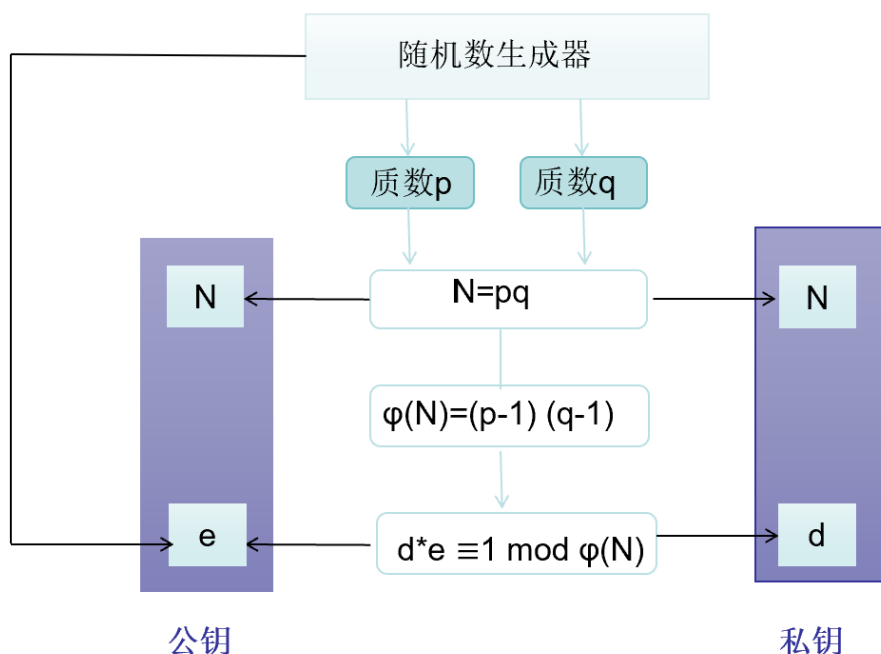 随机数生成器
质数p
质数q
N
N=pq
N
φ(N)=(p-1) (q-1)
e
d*e ≡1 mod φ(N)
d
公钥
私钥